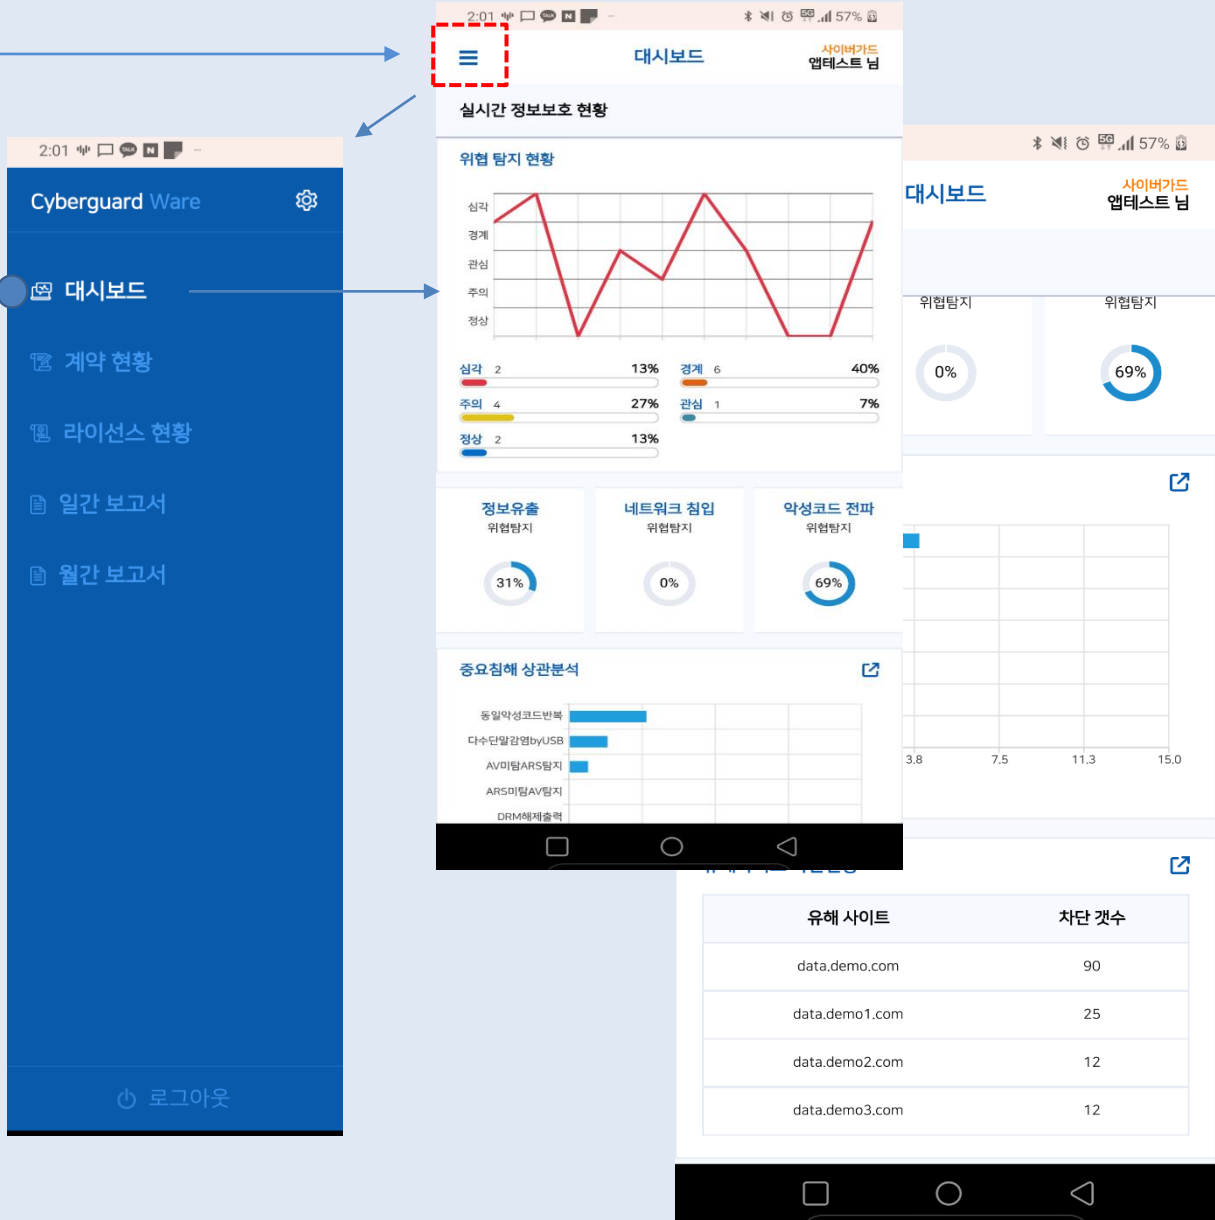 2:01
57%
대시보드
사이버가드
앱테스트 님
실시간 정보보호 현황
위협 탐지 현황
심각
경계
관심
주의
정상
심각 2 13%
경계 6 40%
주의 4 27%
관심 1 7%
정상 2 13%
정보유출
위협탐지
31%
네트워크 침입
위협탐지
0%
악성코드 전파
위협탐지
69%
중요침해 상관분석
동일악성코드반복
다수단말감염byUSB
AV미탐ARS탐지
ARS미탐AV탐지
DRM해제출력
2:01
Cyberguard Ware
대시보드
계약 현황
라이선스 현황
일간 보고서
월간 보고서
로그아웃
57%
대시보드
사이버가드
앱테스트 님
위협탐지
0%
위협탐지
69%
3.8 7.5 11.3 15.0
유해 사이트 차단 갯수
data.demo.com 90
data.demo1.com 25
data.demo2.com 12
data.demo3.com 12